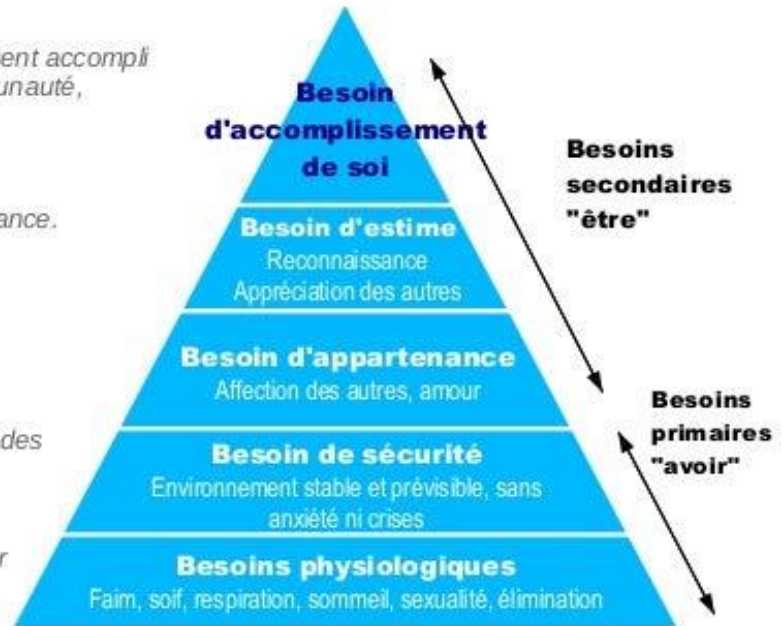 ent accompli
unauté,
Besoin
d'accomplissement
de soi
Besoins
secondaires
"être"
ance.
Besoin d'estime
Reconnaissance
Appréciation des autres
Besoin d'appartenance
Affection des autres, amour
Besoins
primaires
"avoir"
des
Besoin de sécurité
Environnement stable et prévisible, sans
anxiété ni crises
r
Besoins physiologiques
Faim, soif, respiration, sommeil, sexualité, élimination